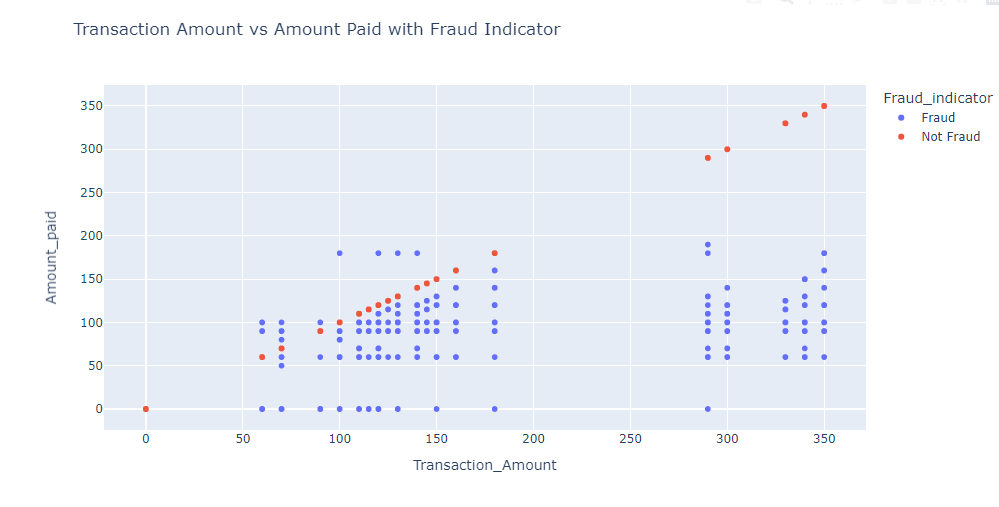 Transaction Amount vs Amount Paid with Fraud Indicator
Fraud_indicator
Fraud
Not Fraud
Amount_paid
350
300
250
200
150
100
50
0
0 50 100 150 200 250 300 350
Transaction_Amount